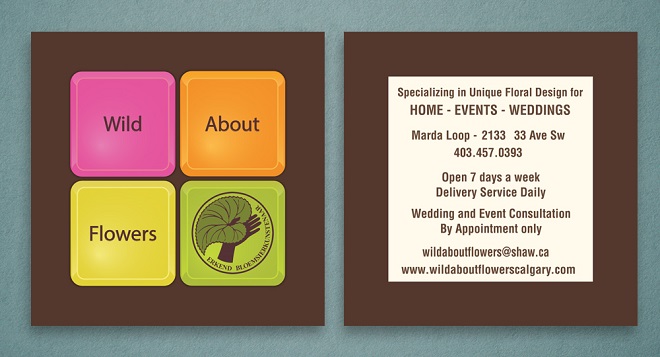 Wild
About
Flowers
ERKEND BLOEMSIERKUNSTENAAR
Specializing in Unique Floral Design for
HOME - EVENTS - WEDDINGS
Marda Loop - 2133 33 Ave Sw
403.457.0393
Open 7 days a week
Delivery Service Daily
Wedding and Event Consultation
By Appointment only
wildaboutflowers@shaw.ca
www.wildaboutflowerscalgary.com